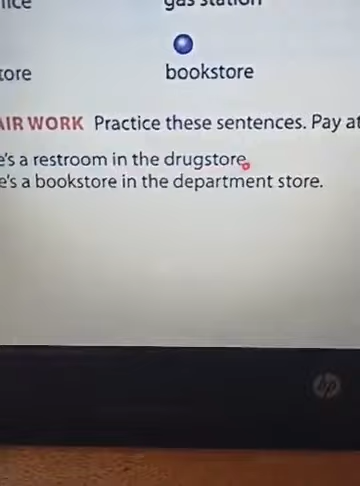 gas station
tore
bookstore
AIR WORK Practice these sentences. Pay at
e's a restroom in the drugstore.
e's a bookstore in the department store.
hp